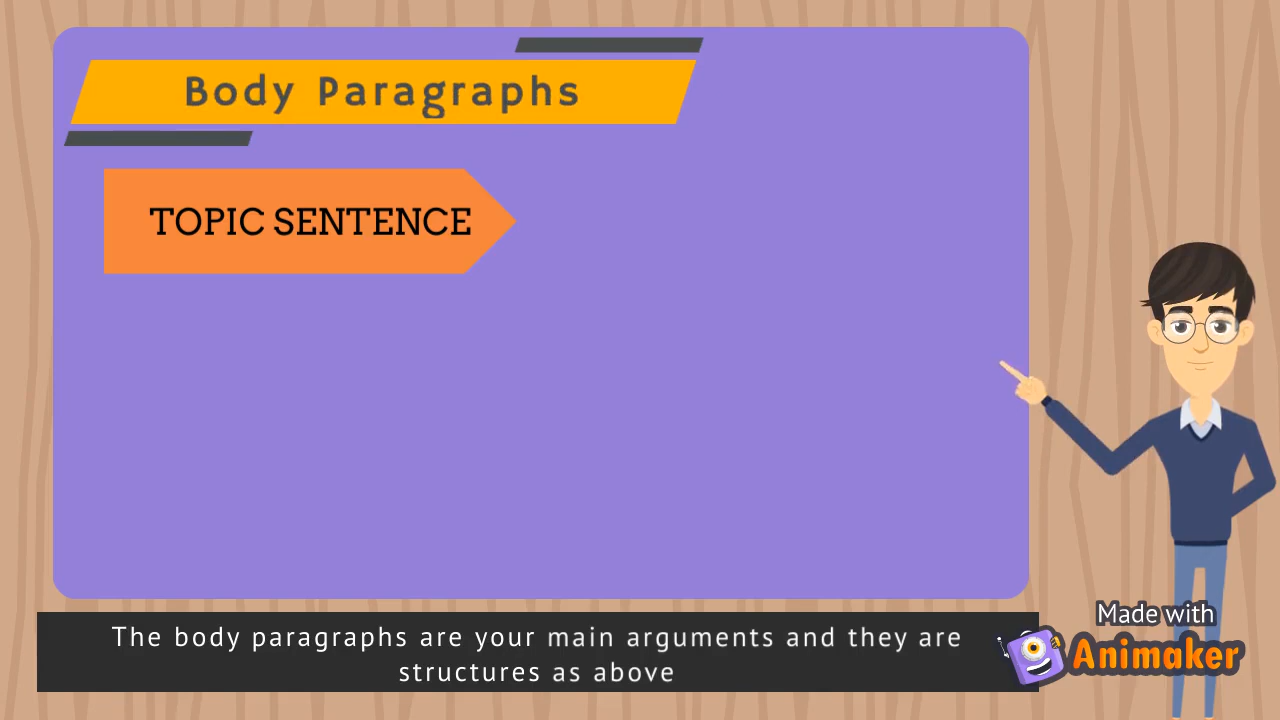 Body Paragraphs
TOPIC SENTENCE
The body paragraphs are your main arguments and they are
structures as above
Made with
Animaker